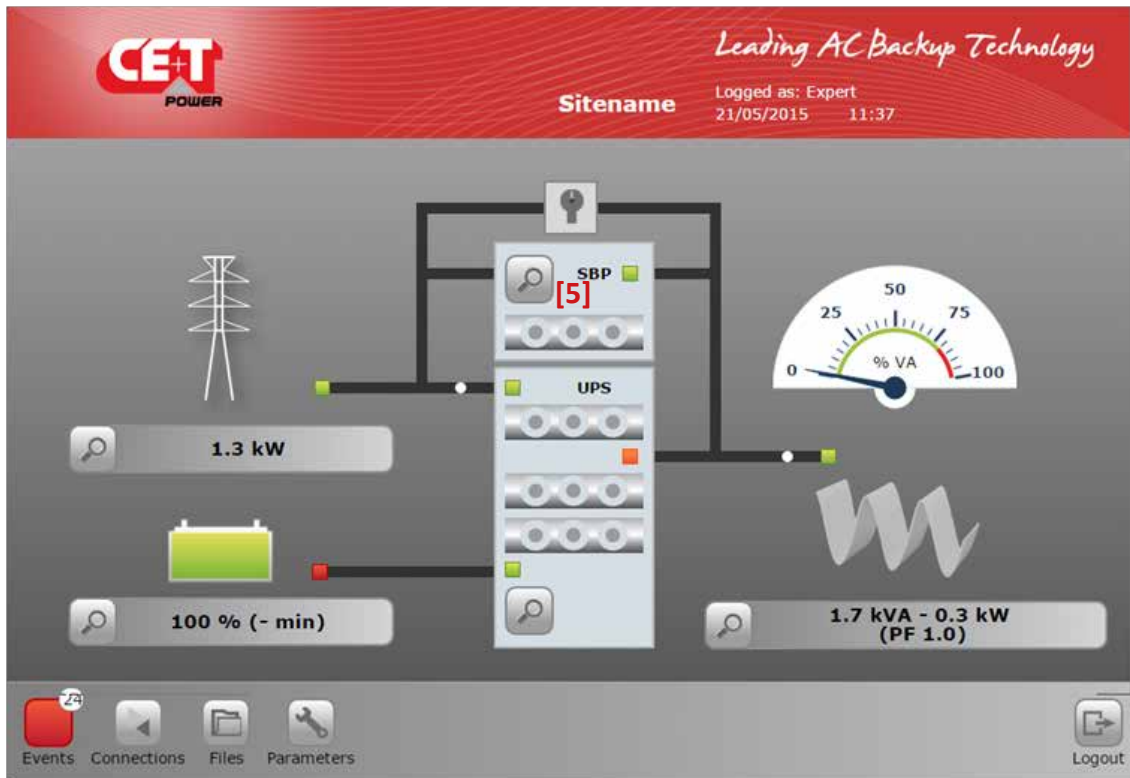 CE+T
POWER
Leading AC Backup Technology
Sitename
Logged as: Expert
21/05/2015 11:37
SBP
[5]
UPS
0
25
50
75
100
% VA
1.3 kW
100 % (- min)
1.7 kVA - 0.3 kW
(PF 1.0)
24
Events
Connections
Files
Parameters
Logout